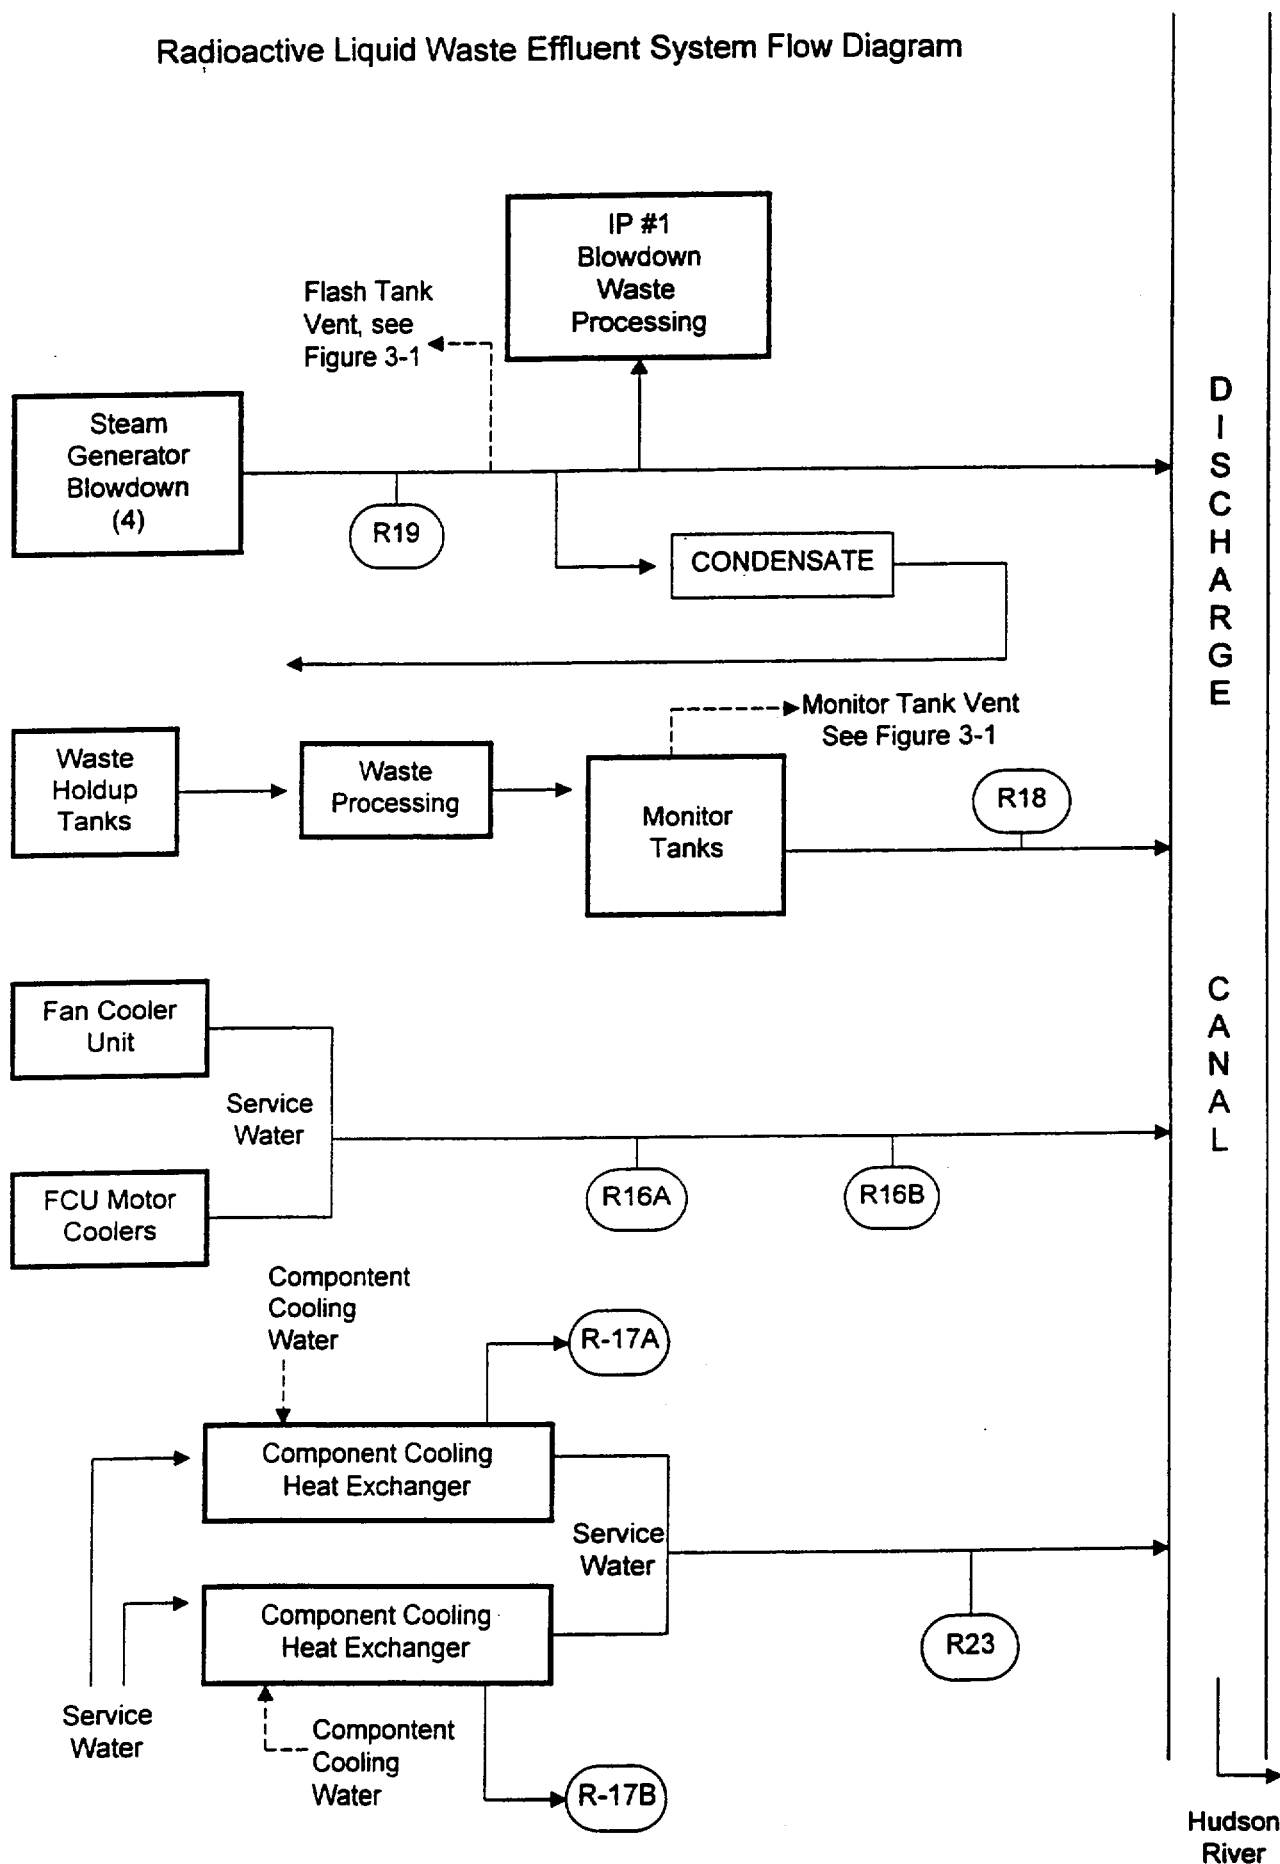 Radioactive Liquid Waste Effluent System Flow Diagram
IP #1
Blowdown
Waste
Processing
Flash Tank
Vent, see
Figure 3-1
Steam
Generator
Blowdown
(4)
R19
CONDENSATE
Monitor Tank Vent
See Figure 3-1
Waste
Holdup
Tanks
Waste
Processing
Monitor
Tanks
R18
Fan Cooler
Unit
Service
Water
FCU Motor
Coolers
R16A
R16B
Compontent
Cooling
Water
R-17A
Component Cooling
Heat Exchanger
Service
Water
Component Cooling
Heat Exchanger
R23
Service
Water
Compontent
Cooling
Water
R-17B
DISCHARGE
CANAL
Hudson
River